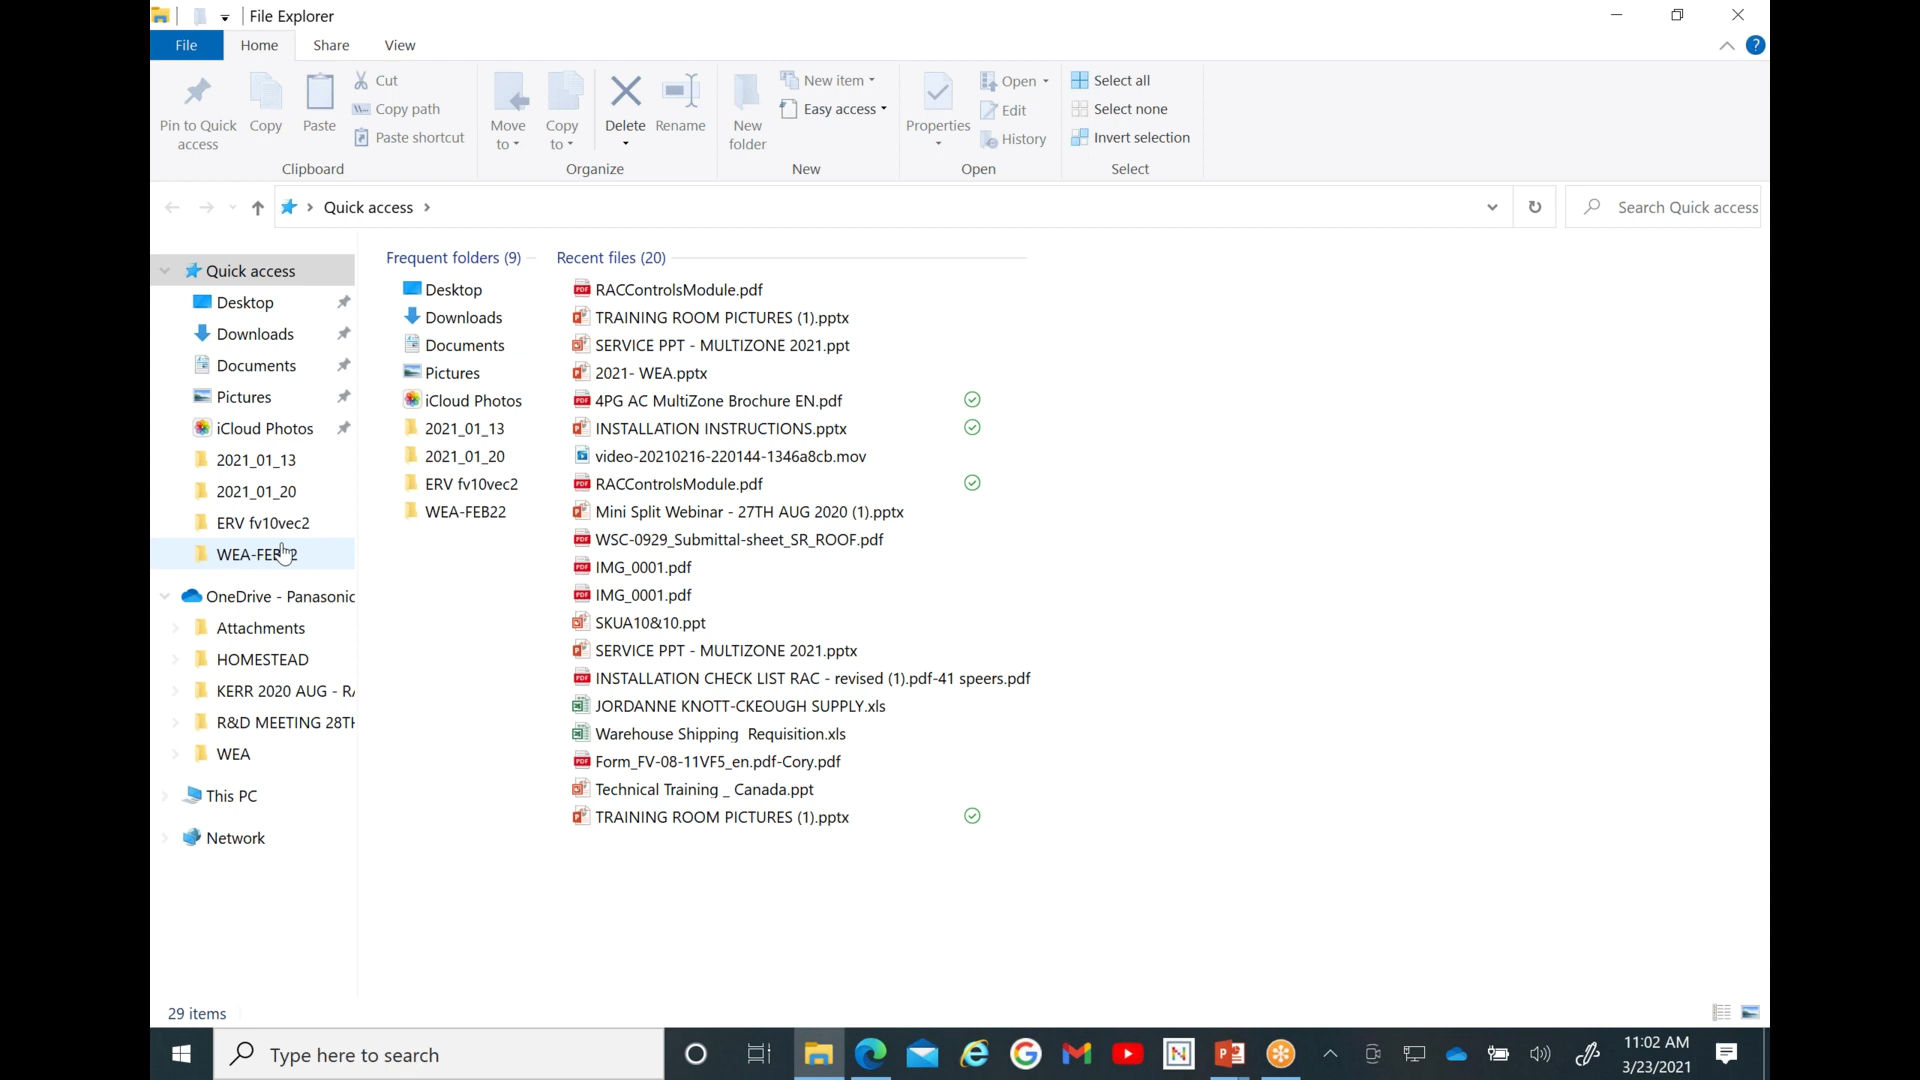 File Explorer
File Home Share View
Pin to Quick access
Copy
Paste
Cut
Copy path
Paste shortcut
Clipboard
Move to
Copy to
Delete
Rename
Organize
New folder
New item
Easy access
New
Properties
Open
Edit
History
Open
Select all
Select none
Invert selection
Select
Quick access
Search Quick access
Quick access
Desktop
Downloads
Documents
Pictures
iCloud Photos
2021_01_13
2021_01_20
ERV fv10vec2
OneDrive - Panasonic
Attachments
HOMESTEAD
KERR 2020 AUG - RA
R&D MEETING 28TH
WEA
This PC
Network
Frequent folders (9)
Desktop
Downloads
Documents
Pictures
iCloud Photos
2021_01_13
2021_01_20
ERV fv10vec2
WEA-FEB22
Recent files (20)
RACControlsModule.pdf
TRAINING ROOM PICTURES (1).pptx
SERVICE PPT - MULTIZONE 2021.ppt
2021- WEA.pptx
4PG AC MultiZone Brochure EN.pdf
INSTALLATION INSTRUCTIONS.pptx
video-20210216-220144-1346a8cb.mov
RACControlsModule.pdf
Mini Split Webinar - 27TH AUG 2020 (1).pptx
WSC-0929_Submittal-sheet_SR_ROOF.pdf
IMG_0001.pdf
IMG_0001.pdf
SKUA10&10.ppt
SERVICE PPT - MULTIZONE 2021.pptx
INSTALLATION CHECK LIST RAC - revised (1).pdf-41 speers.pdf
JORDANNE KNOTT-CKEOUGH SUPPLY.xls
Warehouse Shipping Requisition.xls
Form_FV-08-11VF5_en.pdf-Cory.pdf
Technical Training _ Canada.ppt
TRAINING ROOM PICTURES (1).pptx
29 items
Type here to search
11:02 AM
3/23/2021